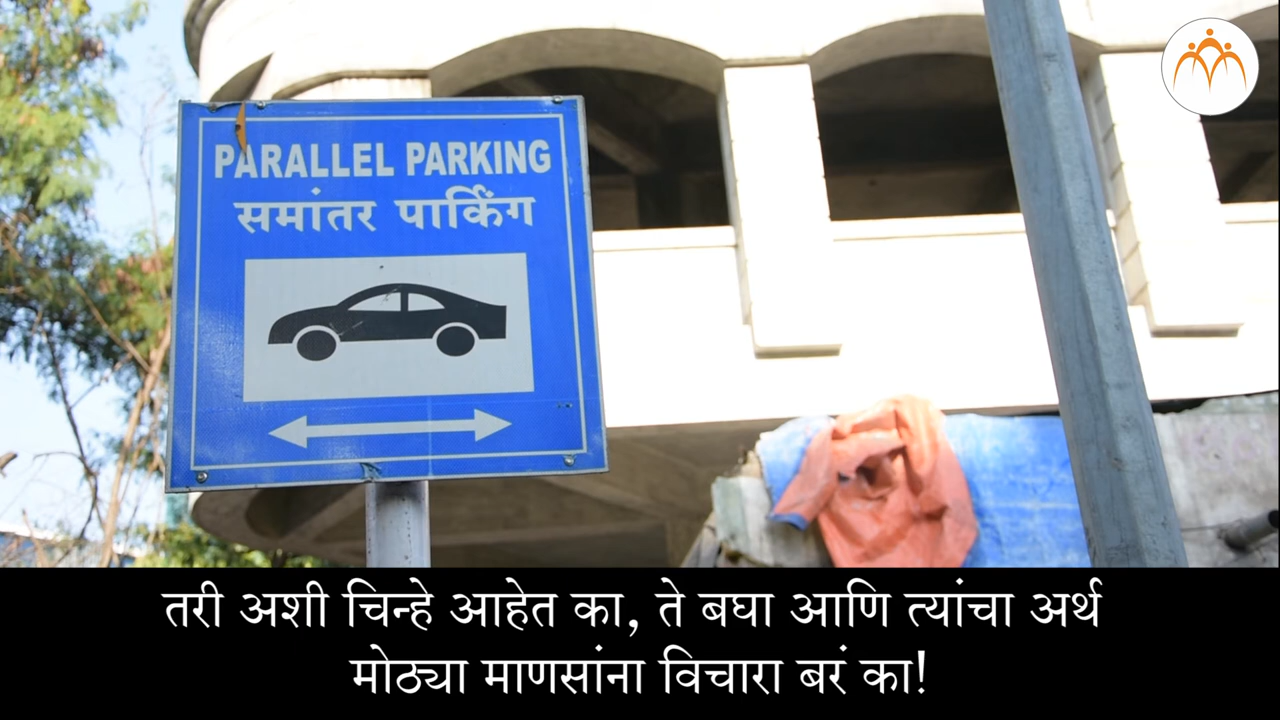 PARALLEL PARKING
समांतर पार्किंग
तरी अशी चिन्हे आहेत का, ते बघा आणि त्यांचा अर्थ
मोठ्या माणसांना विचारा बरं का!